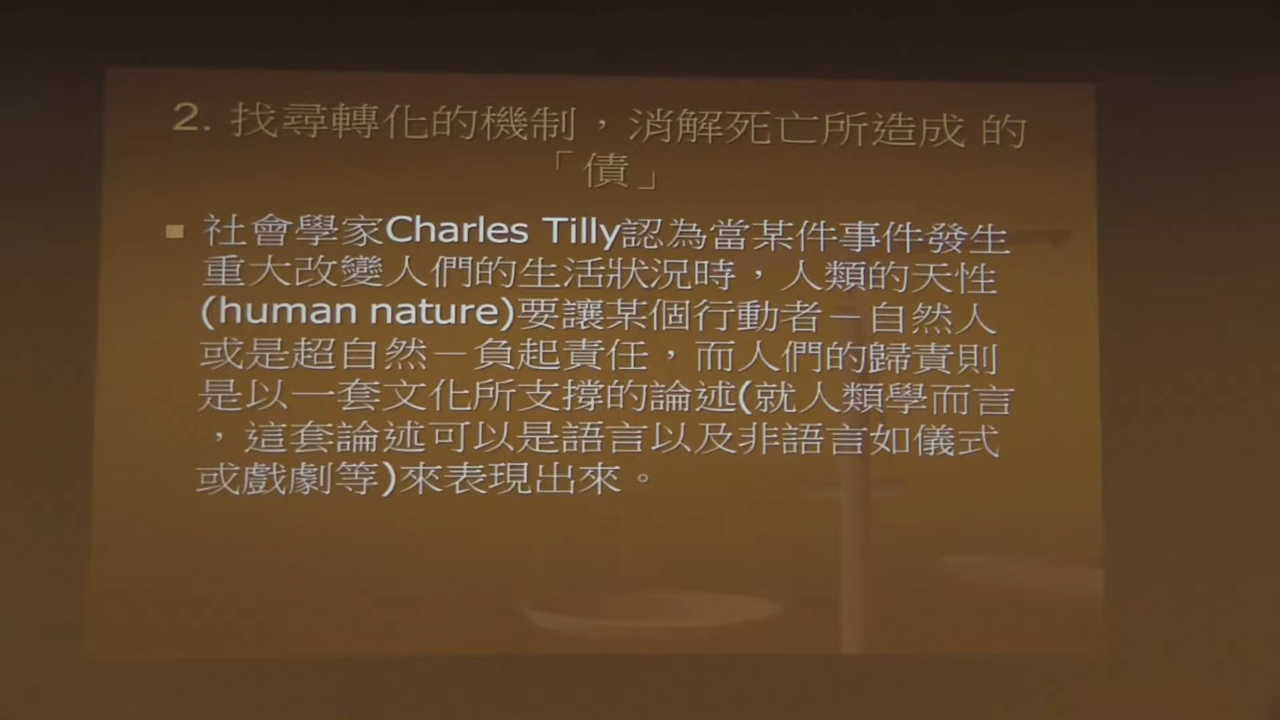 2. 找尋轉化的機制，消解死亡所造成 的
「債」
■ 社會學家Charles Tilly認為當某件事件發生
重大改變人們的生活狀況時，人類的天性
(human nature)要讓某個行動者－自然人
或是超自然－負起責任，而人們的歸責則
是以一套文化所支撐的論述(就人類學而言
，這套論述可以是語言以及非語言如儀式
或戲劇等)來表現出來。